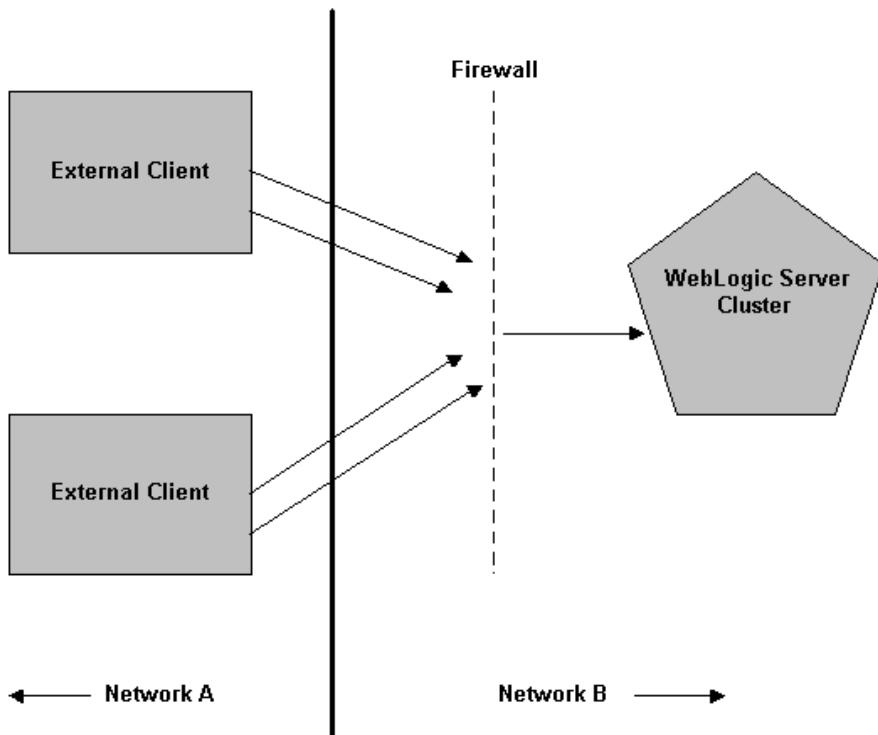 Firewall
External Client
WebLogic Server
Cluster
External Client
Network A
Network B